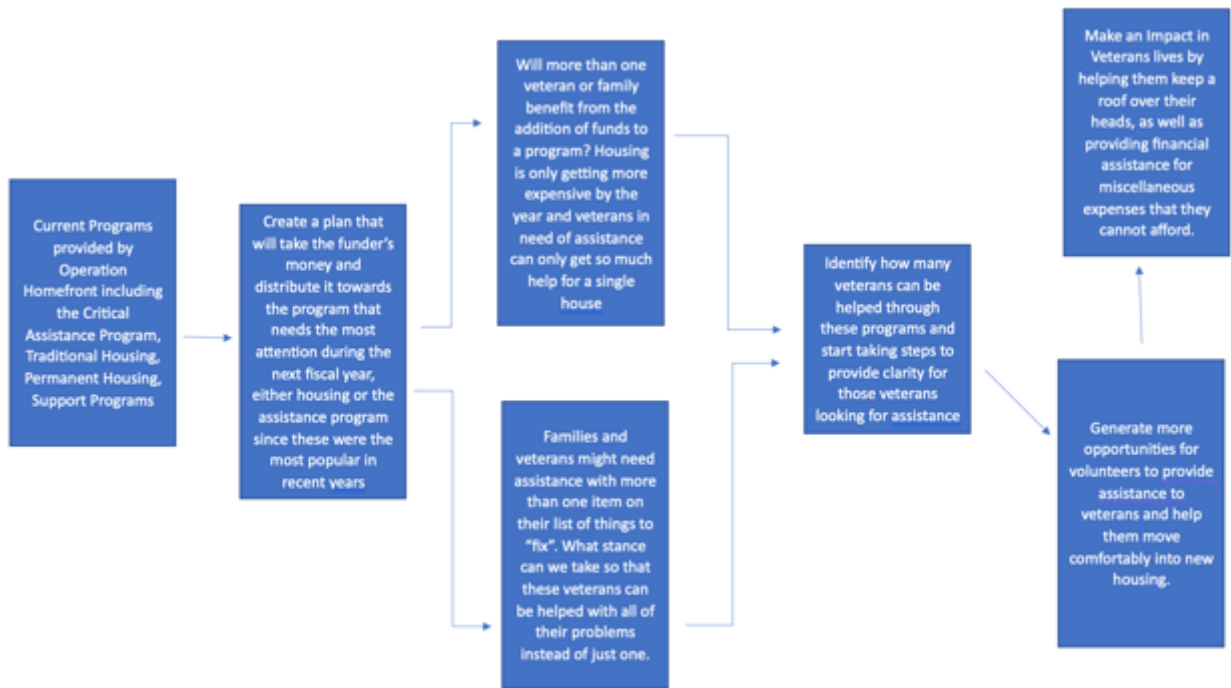 Current Programs
provided by
Operation
Homefront including
the Critical
Assistance Program,
Traditional Housing,
Permanent Housing,
Support Programs
Create a plan that
will take the funder's
money and
distribute it towards
the program that
needs the most
attention during the
next fiscal year,
either housing or the
assistance program
since these were the
most popular in
recent years
Will more than one
veteran or family
benefit from the
addition of funds to
a program? Housing
is only getting more
expensive by the
year and veterans in
need of assistance
can only get so much
help for a single
house
Families and
veterans might need
assistance with more
than one item on
their list of things to
“fix”. What stance
can we take so that
these veterans can
be helped with all of
their problems
instead of just one.
Identify how many
veterans can be
helped through
these programs and
start taking steps to
provide clarity for
those veterans
looking for assistance
Generate more
opportunities for
volunteers to provide
assistance to
veterans and help
them move
comfortably into new
housing.
Make an Impact in
Veterans lives by
helping them keep a
roof over their
heads, as well as
providing financial
assistance for
miscellaneous
expenses that they
cannot afford.